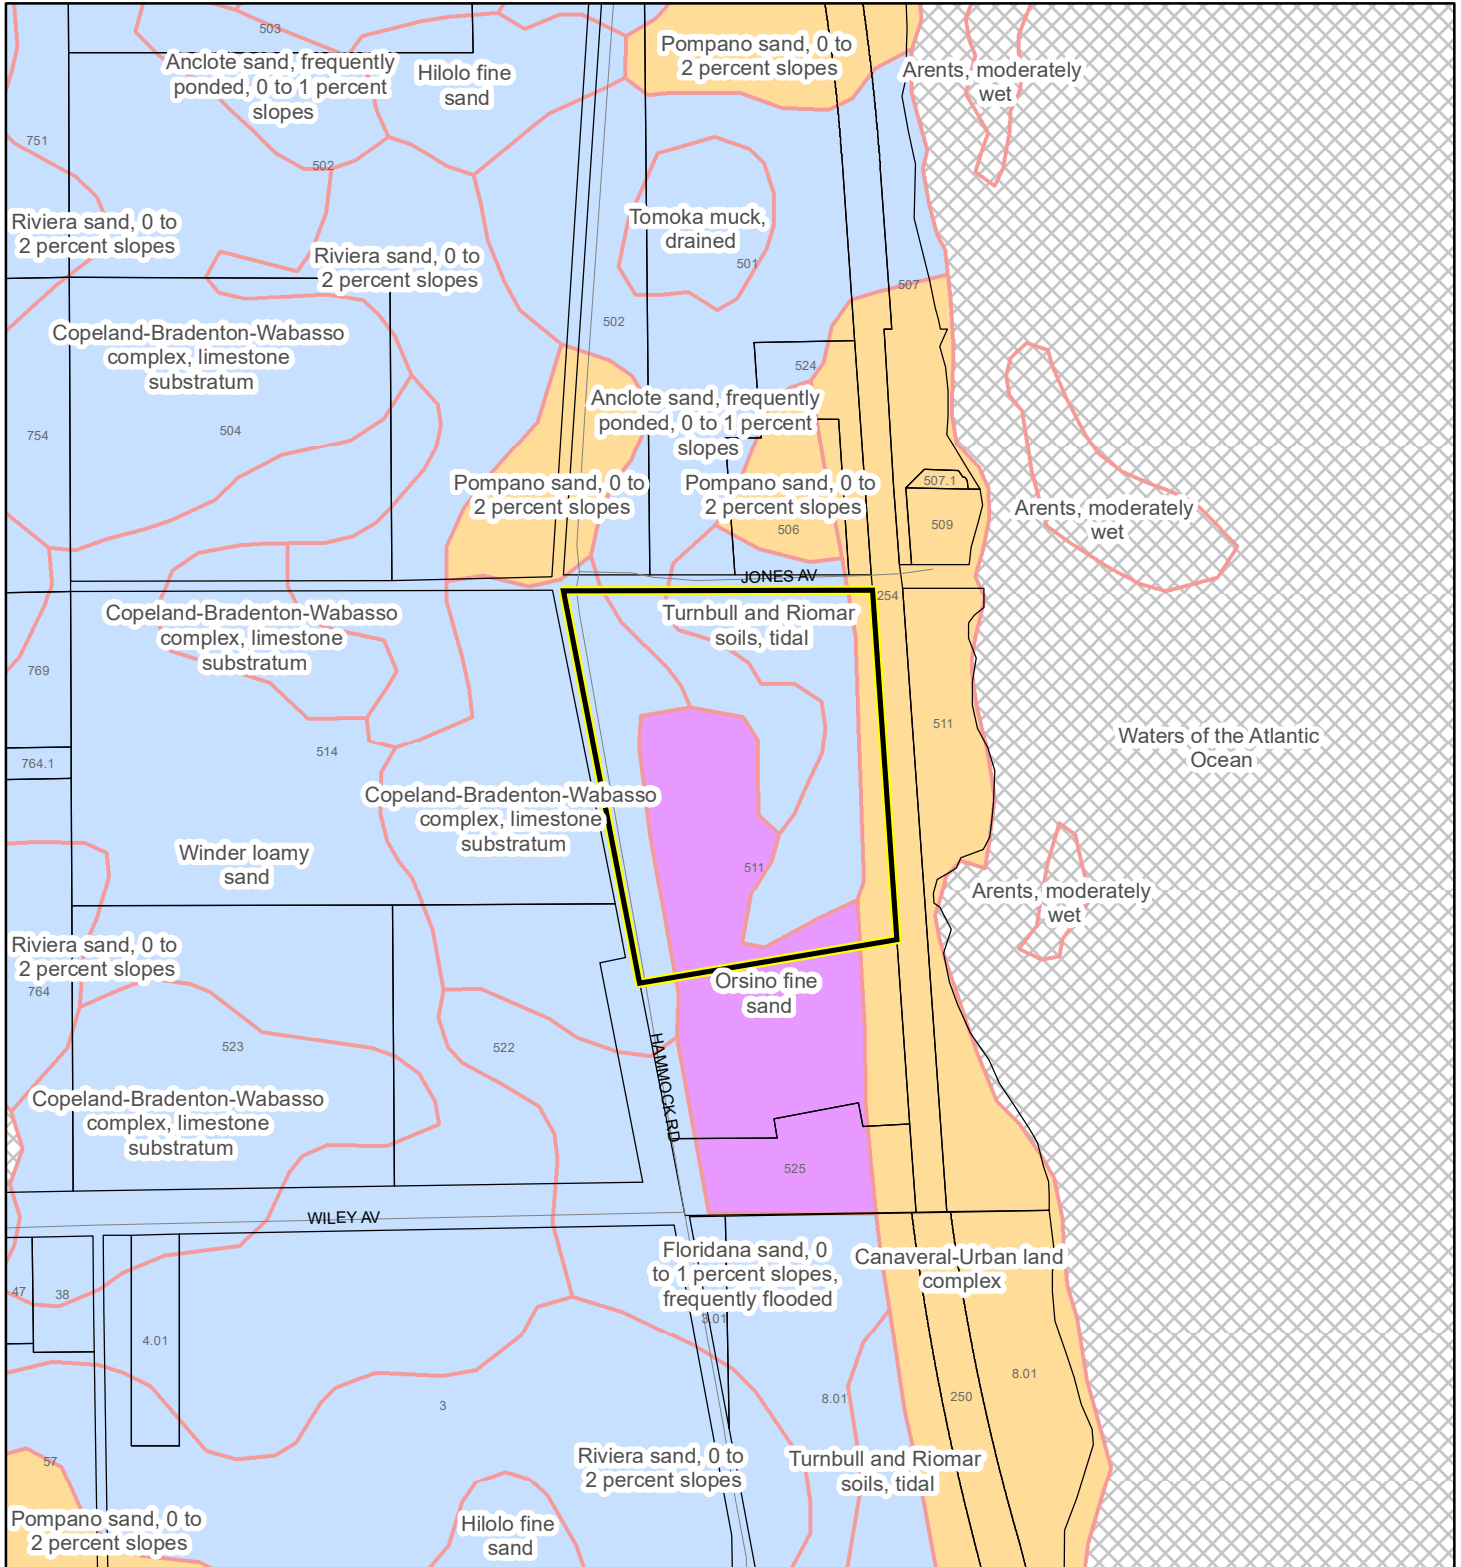 503
Anclote sand, frequently
ponded, 0 to 1 percent
slopes
Hilolo fine
sand
Pompano sand, 0 to
2 percent slopes
Arents, moderately
wet
751
502
Riviera sand, 0 to
2 percent slopes
Riviera sand, 0 to
2 percent slopes
Tomoka muck,
drained
501
507
502
Copeland-Bradenton-Wabasso
complex, limestone
substratum
524
Anclote sand, frequently
ponded, 0 to 1 percent
slopes
754
504
Pompano sand, 0 to
2 percent slopes
Pompano sand, 0 to
2 percent slopes
506
507.1
509
Arents, moderately
wet
JONES AV
254
Copeland-Bradenton-Wabasso
complex, limestone
substratum
Turnbull and Riomar
soils, tidal
769
514
511
Waters of the Atlantic
Ocean
764.1
Copeland-Bradenton-Wabasso
complex, limestone
substratum
Winder loamy
sand
511
Arents, moderately
wet
Riviera sand, 0 to
2 percent slopes
764
Orsino fine
sand
523
522
HAMMOCK RD
Copeland-Bradenton-Wabasso
complex, limestone
substratum
525
WILEY AV
Floridana sand, 0
to 1 percent slopes,
frequently flooded
Canaveral-Urban land
complex
47
38
4.01
3.01
3
8.01
250
8.01
57
Riviera sand, 0 to
2 percent slopes
Turnbull and Riomar
soils, tidal
Pompano sand, 0 to
2 percent slopes
Hilolo fine
sand